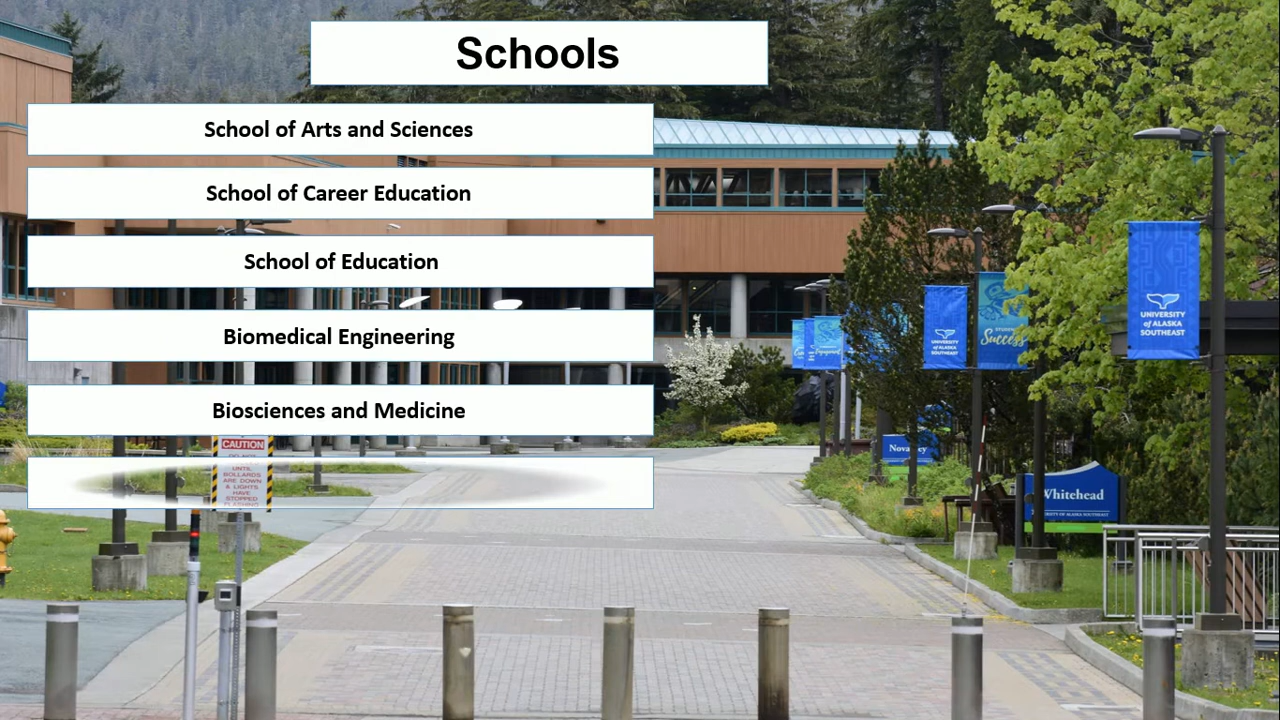 Schools
School of Arts and Sciences
School of Career Education
School of Education
Biomedical Engineering
Biosciences and Medicine
CAUTION
UNTIL
BOLLARDS
ARE DOWN
& LIGHTS
HAVE
STOPPED
FLASHING
UNIVERSITY
of ALASKA
SOUTHEAST
Success
UNIVERSITY
of ALASKA
SOUTHEAST
Whitehead
UNIVERSITY OF ALASKA SOUTHEAST